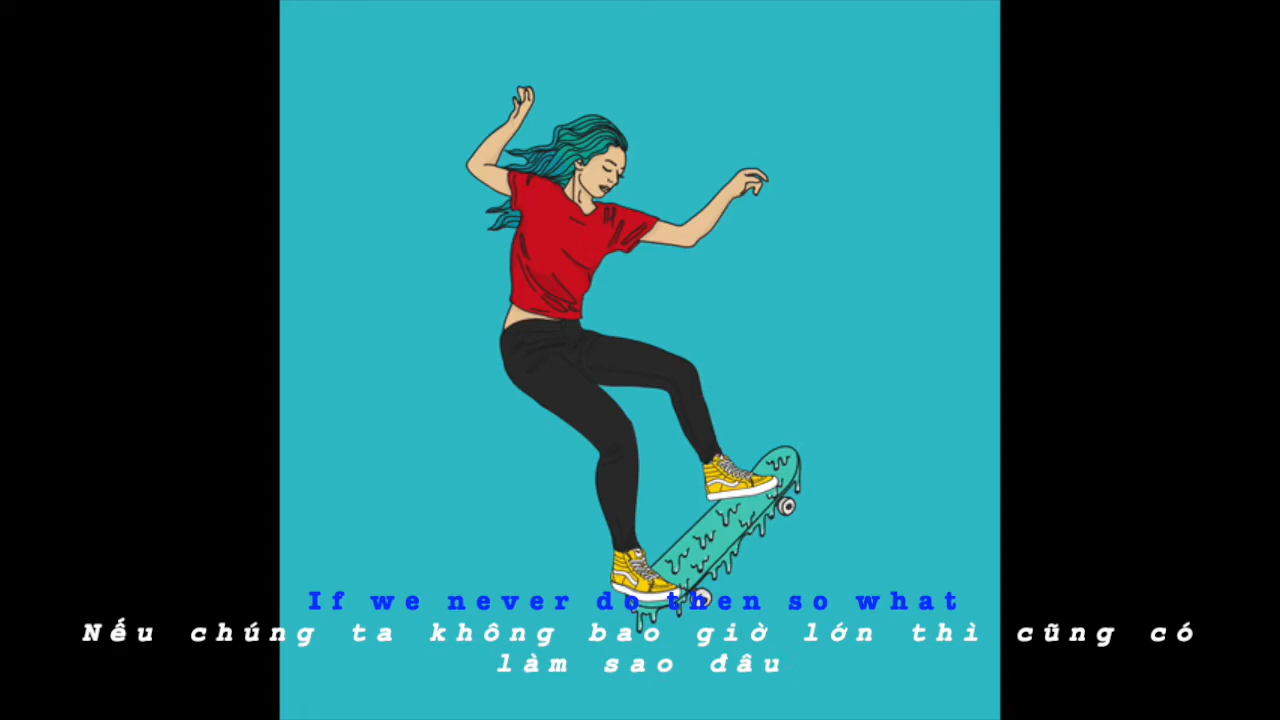 If we never do then so what
Nếu chúng ta không bao giờ lớn thì cũng có
làm sao đâu